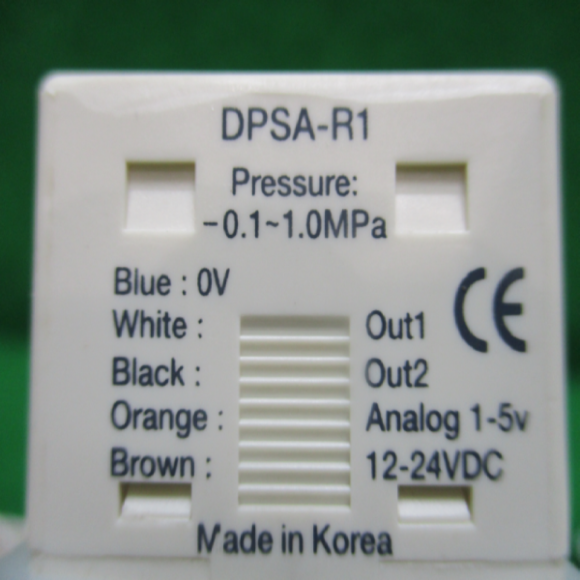 DPSA-R1
Pressure:
-0.1~1.0MPa
Blue : 0V
White : Out1
Black : Out2
Orange : Analog 1-5v
Brown : 12-24VDC
CE
Made in Korea